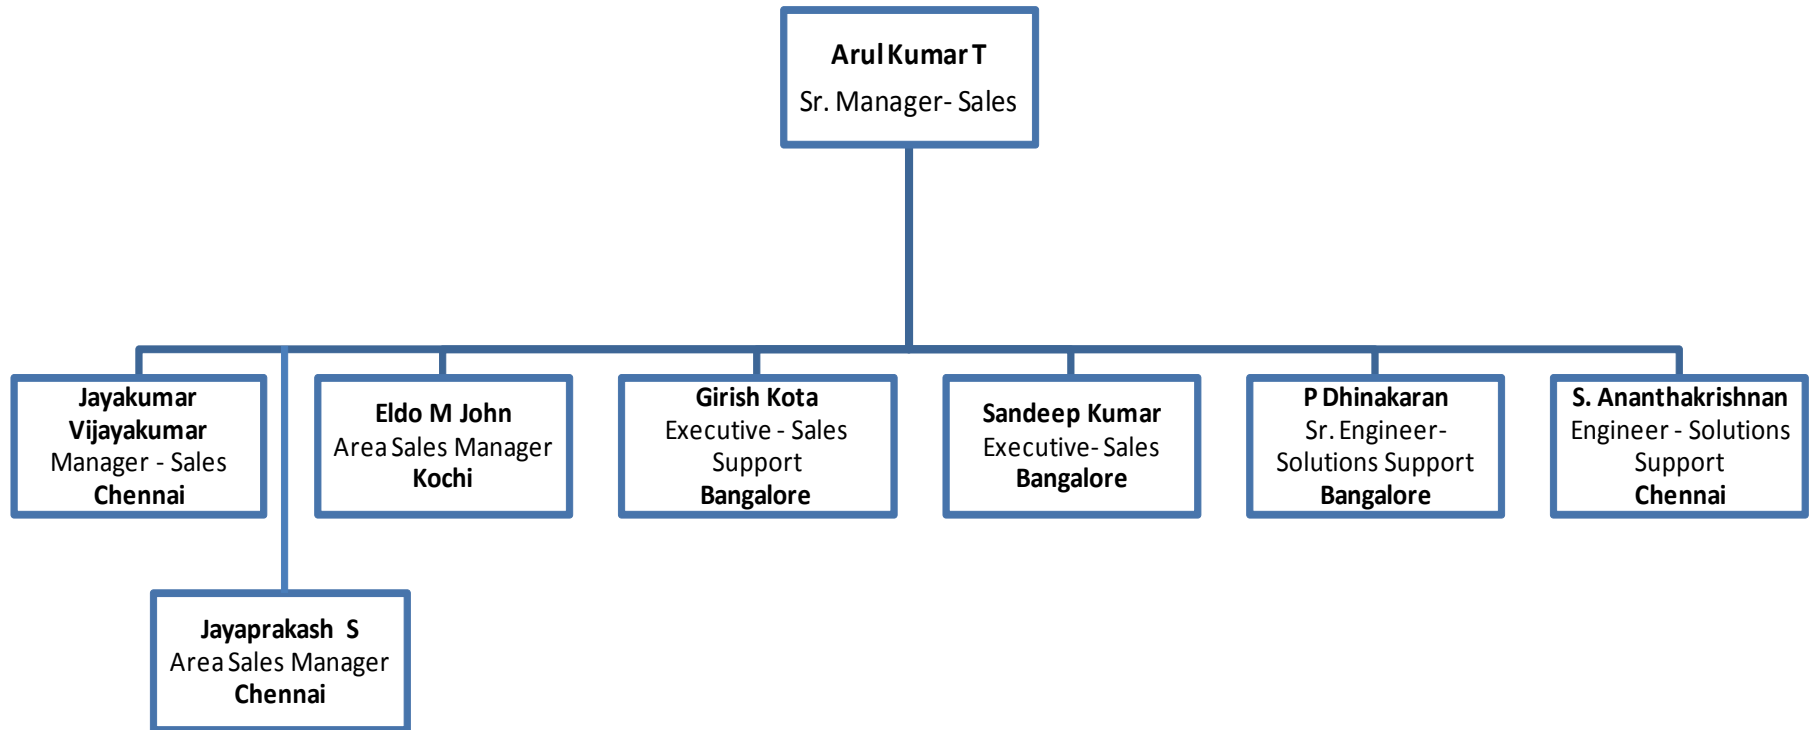 Arul Kumar T
Sr. Manager- Sales
Jayakumar
Vijayakumar
Manager - Sales
Chennai
Eldo M John
Area Sales Manager
Kochi
Girish Kota
Executive - Sales
Support
Bangalore
Sandeep Kumar
Executive- Sales
Bangalore
P Dhinakaran
Sr. Engineer-
Solutions Support
Bangalore
S. Ananthakrishnan
Engineer - Solutions
Support
Chennai
Jayaprakash S
Area Sales Manager
Chennai